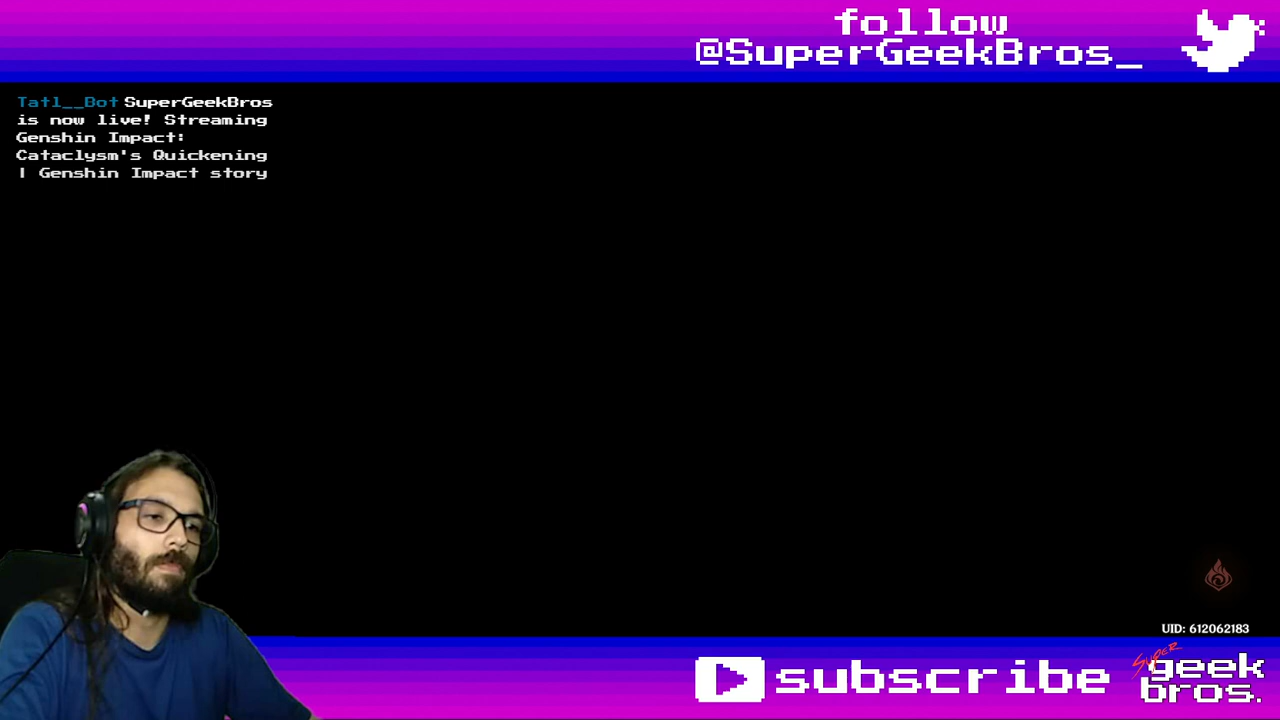 follow
@SuperGeekBros_
Tatl__Bot SuperGeekBros
is now live! Streaming
Genshin Impact:
Cataclysm's Quickening
| Genshin Impact story
UID: 612062183
subscribe
SUPER
geek
bros.